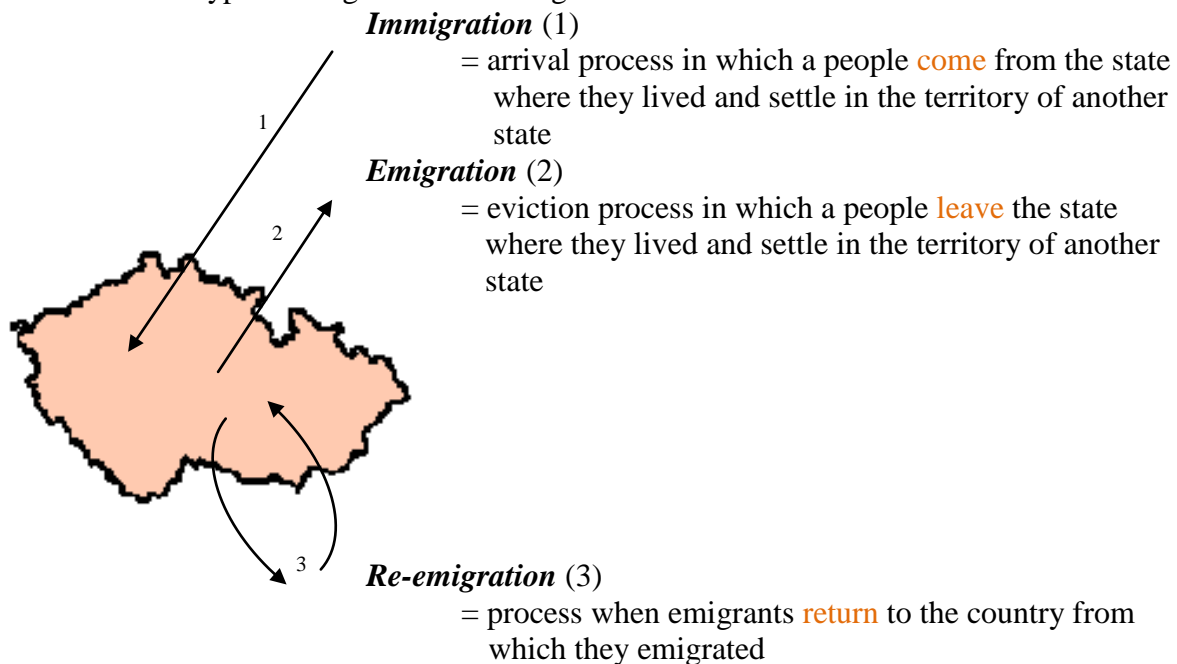 Immigration (1)
= arrival process in which a people come from the state
where they lived and settle in the territory of another
state
1
Emigration (2)
= eviction process in which a people leave the state
where they lived and settle in the territory of another
state
2
3
Re-emigration (3)
= process when emigrants return to the country from
which they emigrated